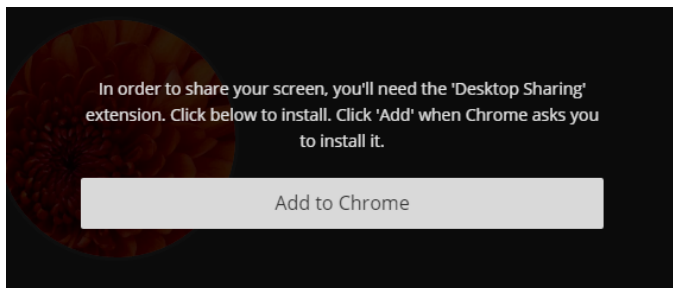 In order to share your screen, you'll need the 'Desktop Sharing'
extension. Click below to install. Click 'Add' when Chrome asks you
to install it.
Add to Chrome